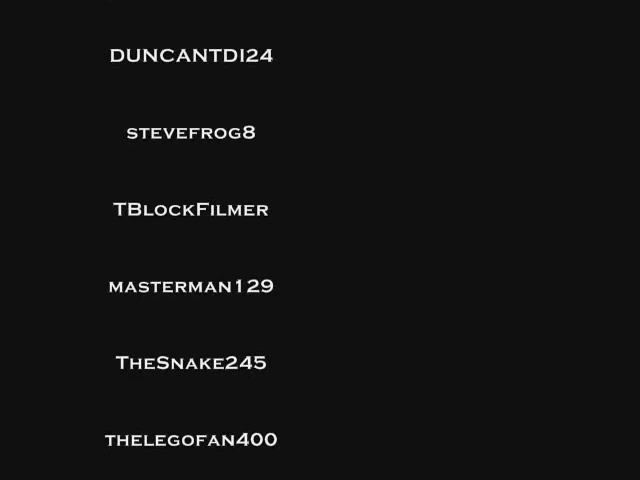 DUNCANTDI24
stevefrog8
TBlockFilmer
masterman129
TheSnake245
thelegofan400